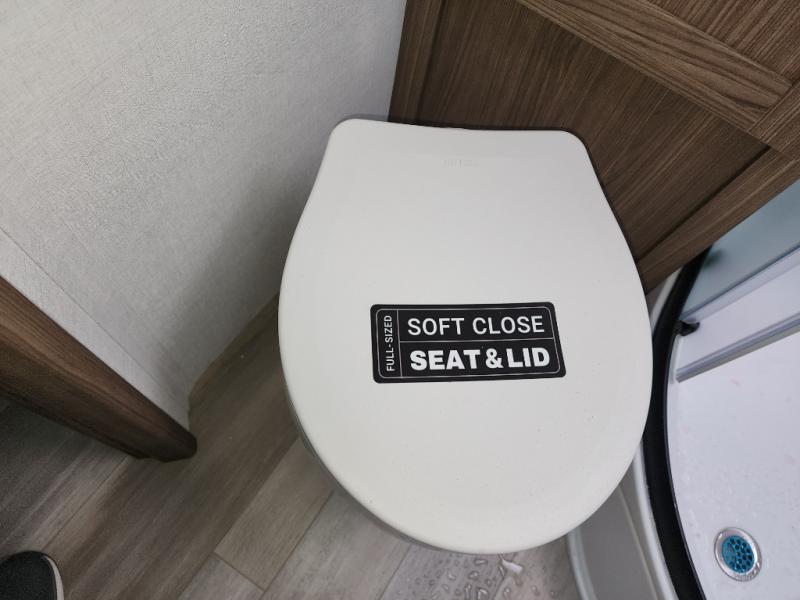 FULL-SIZED
SOFT CLOSE
SEAT & LID